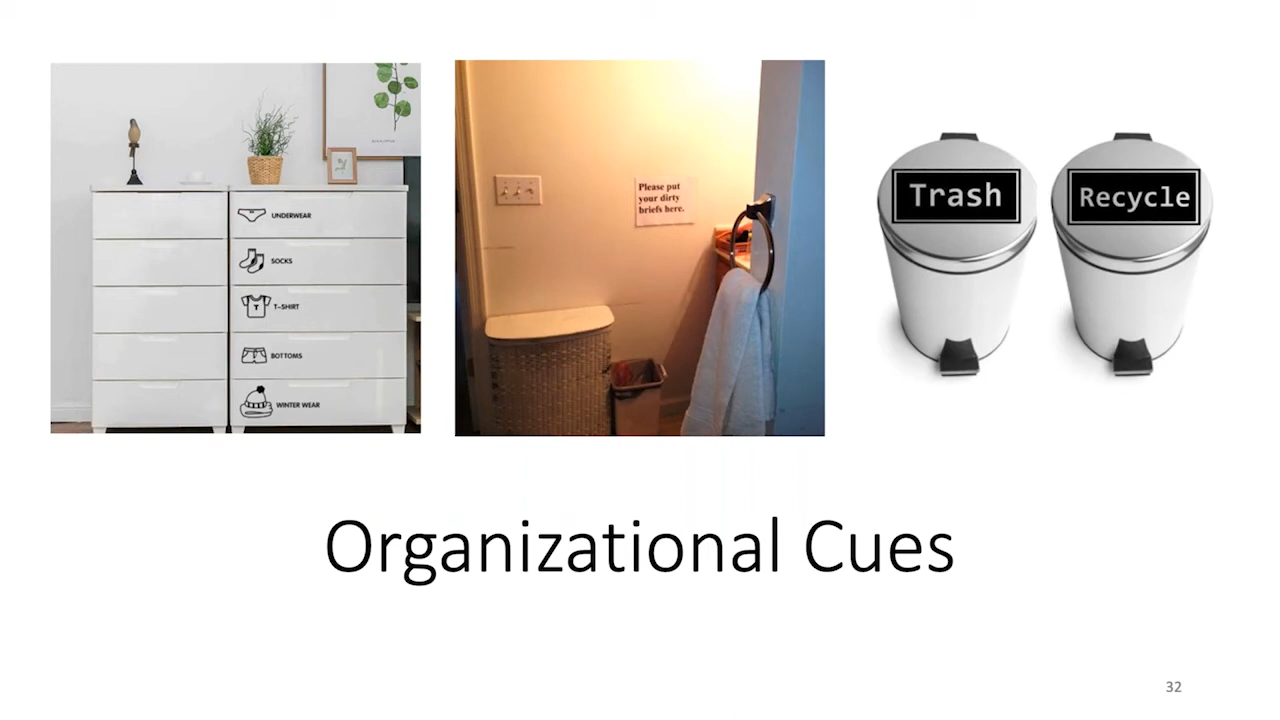 UNDERWEAR
SOCKS
T
T-SHIRT
BOTTOMS
WINTER WEAR
Please put
your dirty
briefs here.
Trash
Recycle
Organizational Cues
32